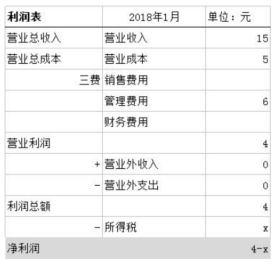 利润表 2018年1月 单位：元
营业总收入 营业收入 15
营业总成本 营业成本 5
三费 销售费用
管理费用 6
财务费用
营业利润 4
+ 营业外收入 0
- 营业外支出 0
利润总额 4
- 所得税 x
净利润 4-x